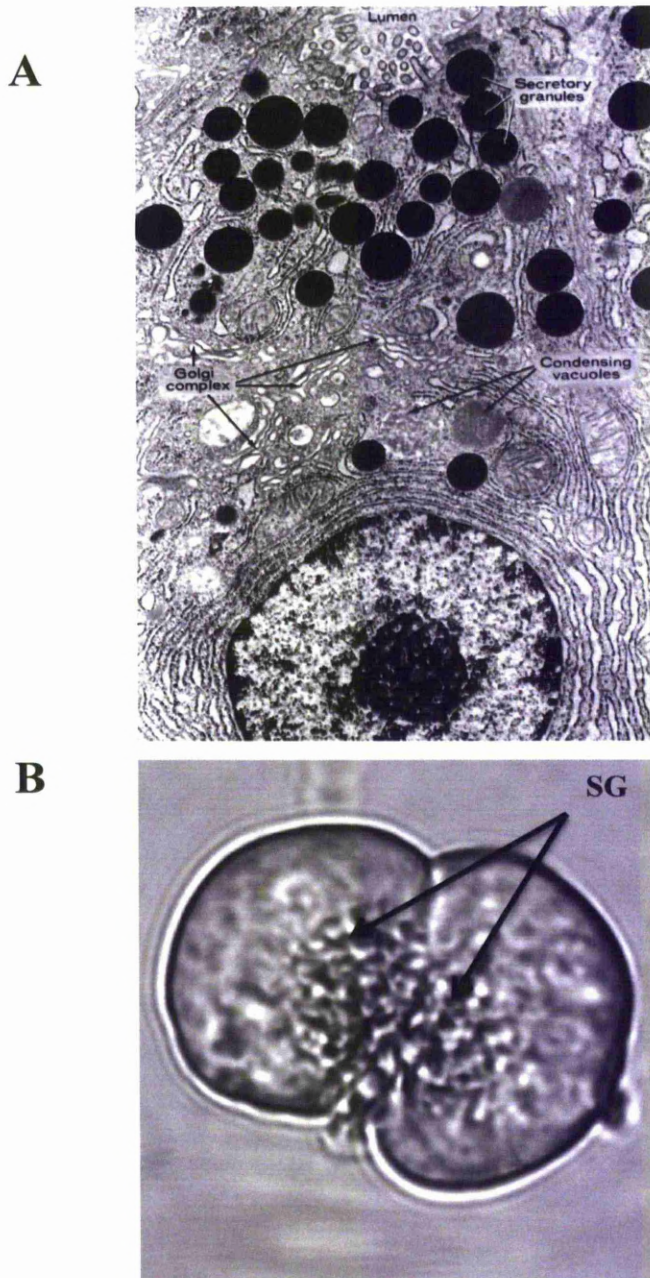 A
Lumen
Secretory
granules
Golgi
complex
Condensing
vacuoles
B
SG